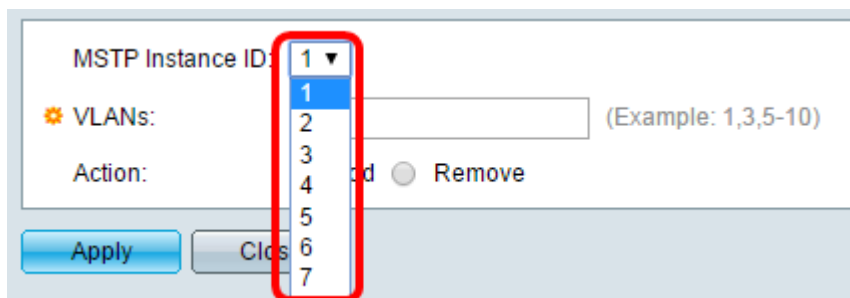 MSTP Instance ID: 1
1
VLANs: (Example: 1,3,5-10)
2
3
Action: Remove
4
5
Apply
6
7